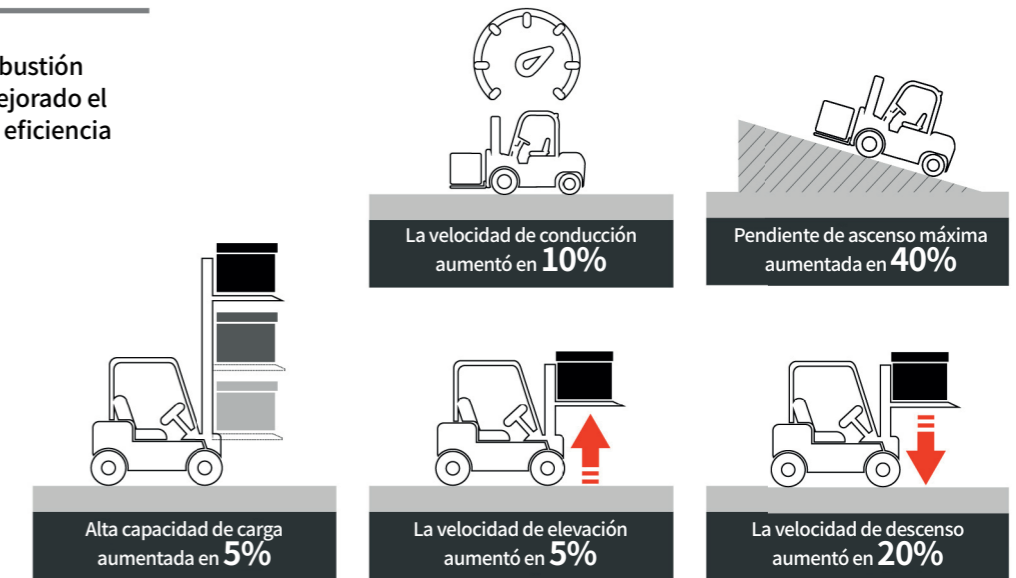 bustión
ejorado el
eficiencia
La velocidad de conducción
aumentó en 10%
Pendiente de ascenso máxima
aumentada en 40%
Alta capacidad de carga
aumentada en 5%
La velocidad de elevación
aumentó en 5%
La velocidad de descenso
aumentó en 20%